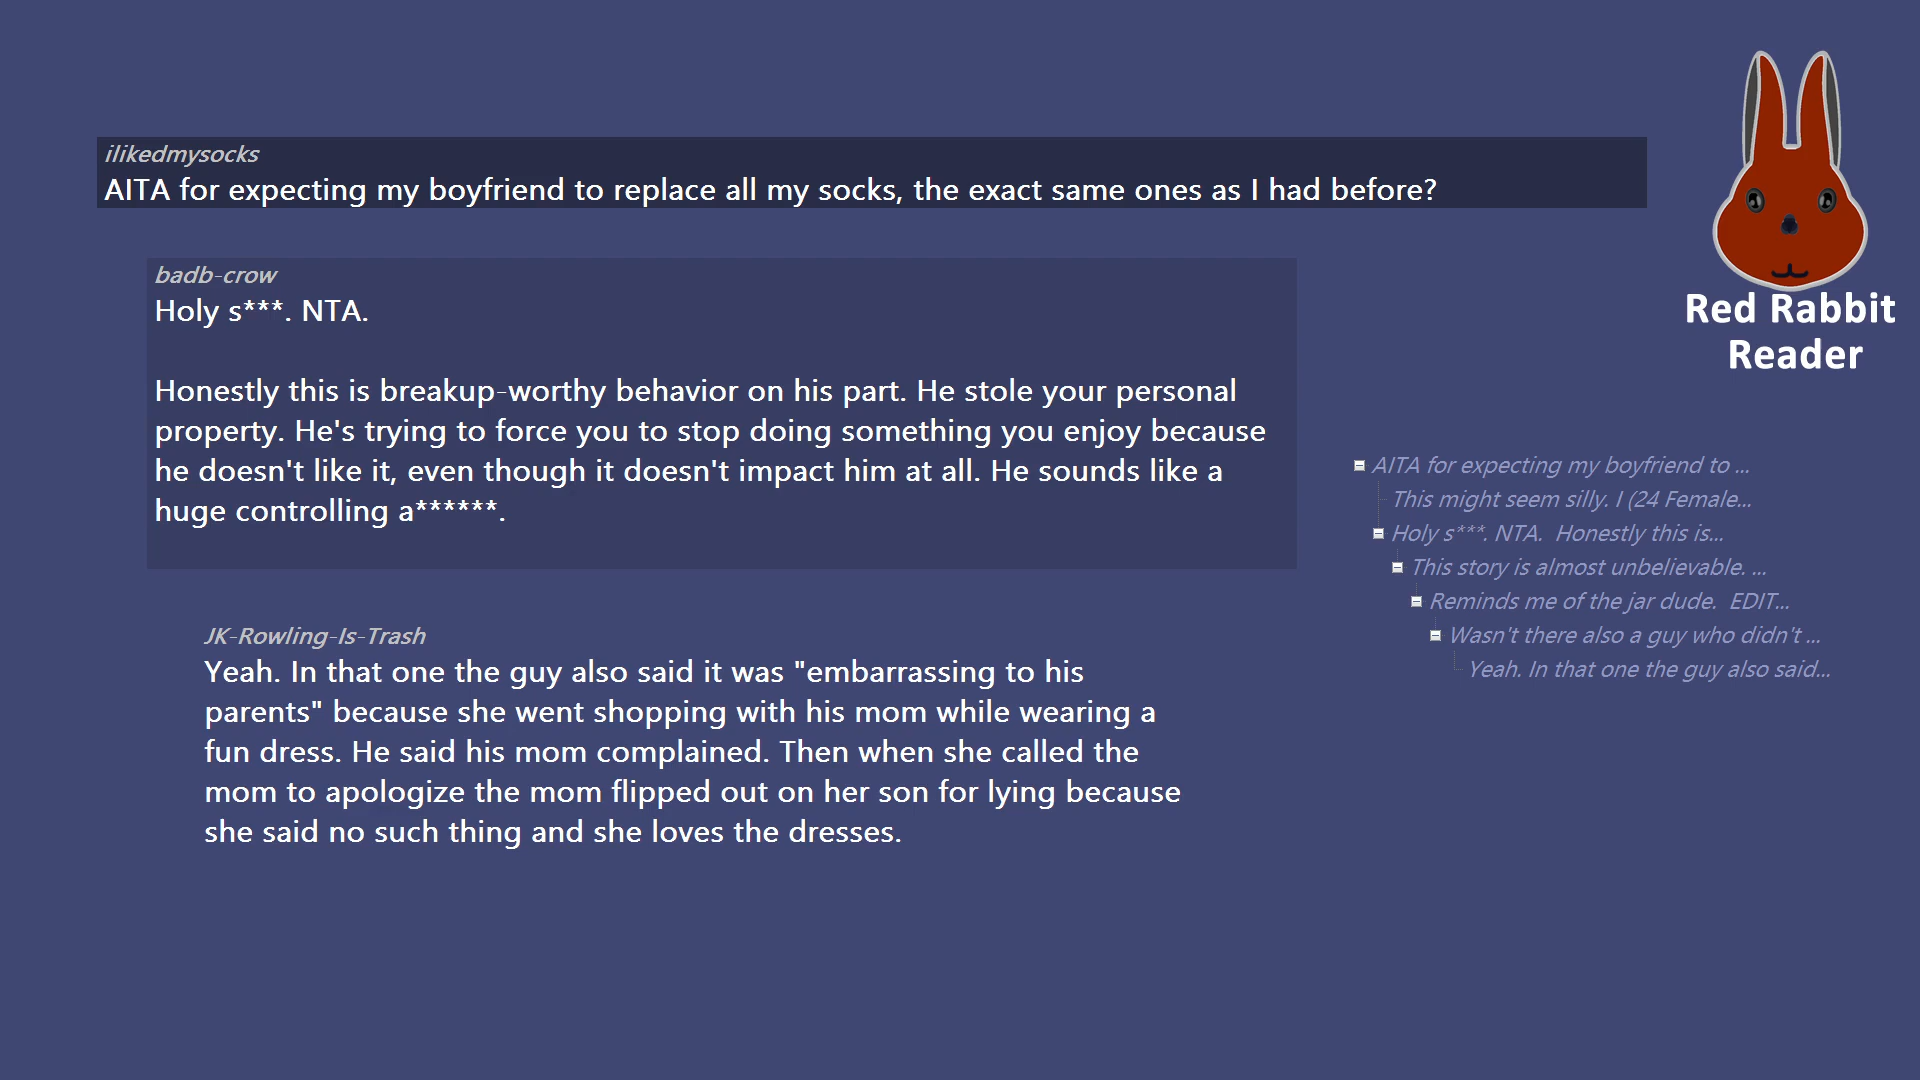 ilikedmysocks
AITA for expecting my boyfriend to replace all my socks, the exact same ones as I had before?
badb-crow
Holy s***. NTA.
Honestly this is breakup-worthy behavior on his part. He stole your personal
property. He's trying to force you to stop doing something you enjoy because
he doesn't like it, even though it doesn't impact him at all. He sounds like a
huge controlling a******.
JK-Rowling-Is-Trash
Yeah. In that one the guy also said it was "embarrassing to his
parents" because she went shopping with his mom while wearing a
fun dress. He said his mom complained. Then when she called the
mom to apologize the mom flipped out on her son for lying because
she said no such thing and she loves the dresses.
Red Rabbit
Reader
AITA for expecting my boyfriend to ...
This might seem silly. I (24 Female...
Holy s***. NTA.  Honestly this is...
This story is almost unbelievable. ...
Reminds me of the jar dude.  EDIT...
Wasn't there also a guy who didn't ...
Yeah. In that one the guy also said...